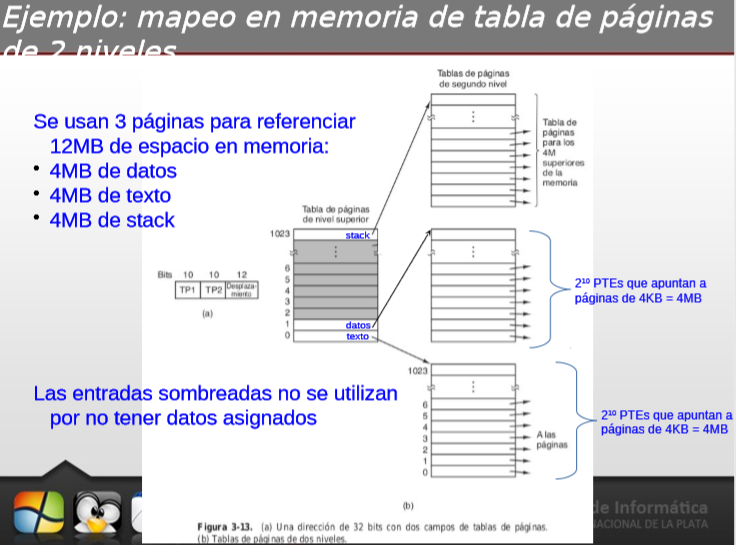 Ejemplo: mapeo en memoria de tabla de páginas
de 2 niveles
Se usan 3 páginas para referenciar
12MB de espacio en memoria:
• 4MB de datos
• 4MB de texto
• 4MB de stack
Tablas de páginas
de segundo nivel
Tabla de
páginas
para los
4M
superiores
de la
memoria
Tabla de páginas
de nivel superior
1023
stack
6
5
4
3
2
1
0
datos
texto
Bits 10 10 12
TP1 TP2 Desplaza-
miento
(a)
2¹⁰ PTEs que apuntan a
páginas de 4KB = 4MB
1023
6
5
4
3
2
1
0
A las
páginas
2¹⁰ PTEs que apuntan a
páginas de 4KB = 4MB
Las entradas sombreadas no se utilizan
por no tener datos asignados
(b)
de Informática
NACIONAL DE LA PLATA
Figura 3-13. (a) Una dirección de 32 bits con dos campos de tablas de páginas.
(b) Tablas de páginas de dos niveles.